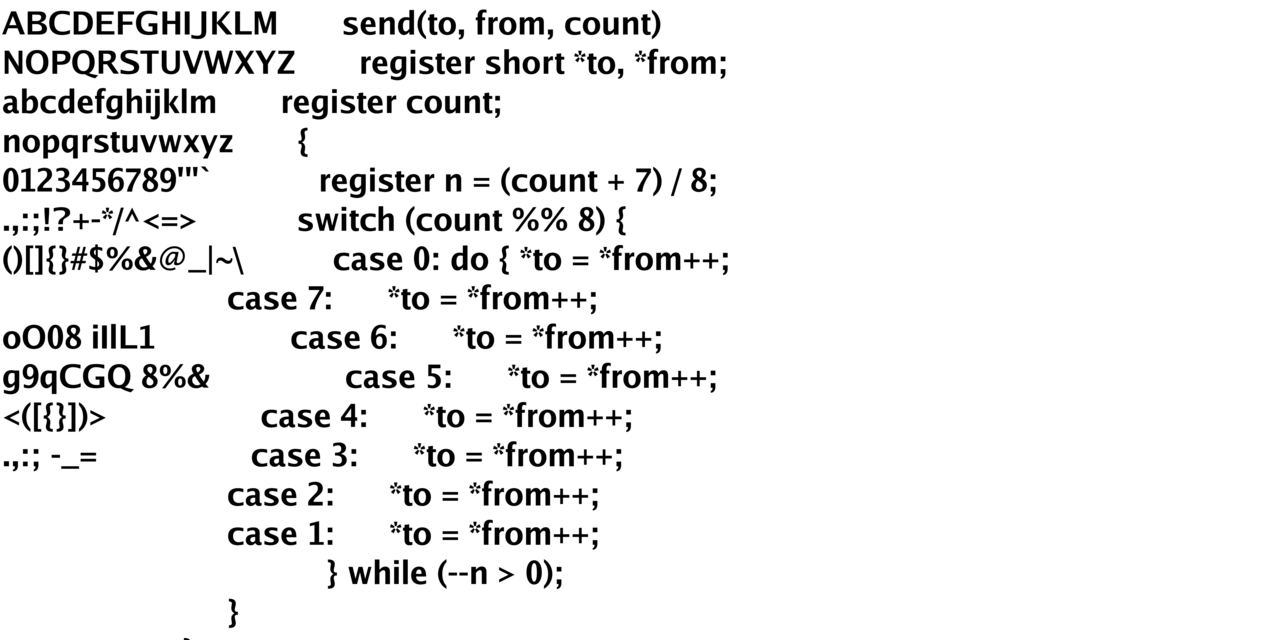 ABCDEFGHIJKLM send(to, from, count)
NOPQRSTUVWXYZ register short *to, *from;
abcdefghijklm register count;
nopqrstuvwxyz {
0123456789'"` register n = (count + 7) / 8;
.,:;!?+-*/^<=> switch (count %% 8) {
()[]{}#$%&@_|~\ case 0: do { *to = *from++;
case 7: *to = *from++;
oO08 iIlL1 case 6: *to = *from++;
g9qCGQ 8%& case 5: *to = *from++;
<([{}])> case 4: *to = *from++;
.,:; -_= case 3: *to = *from++;
case 2: *to = *from++;
case 1: *to = *from++;
} while (--n > 0);
}